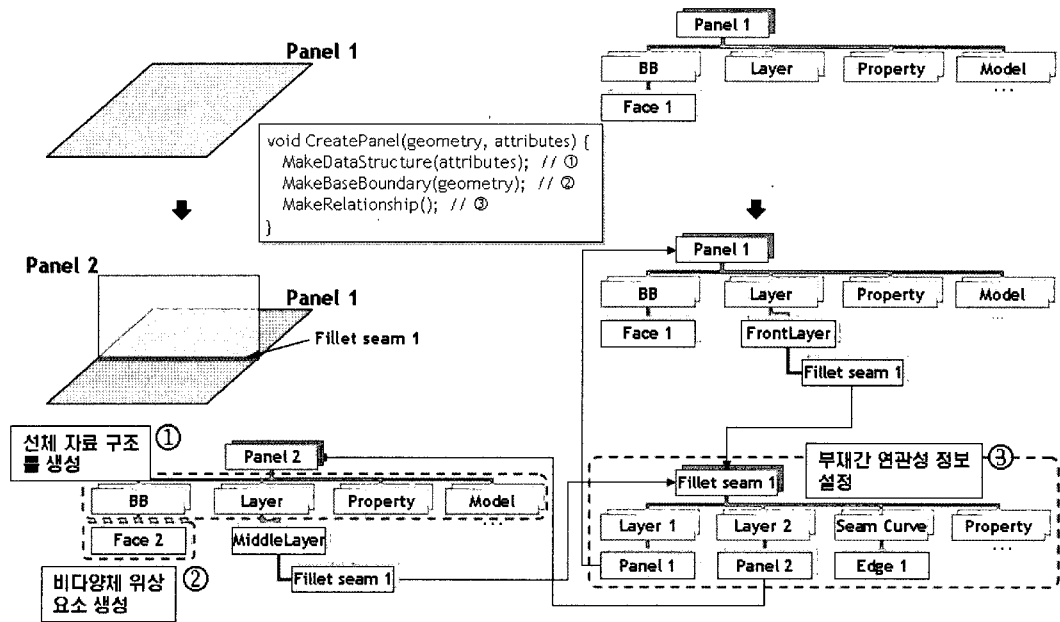 Panel 1
Panel 1
BB
Layer
Property
Model
...
Face 1
void CreatePanel(geometry, attributes) {
MakeDataStructure(attributes); // ①
MakeBaseBoundary(geometry); // ②
MakeRelationship(); // ③
}
Panel 2
Panel 1
Fillet seam 1
Panel 1
BB
Layer
Property
Model
...
Face 1
FrontLayer
Fillet seam 1
선체 자료 구조
를 생성
①
Panel 2
BB
Layer
Property
Model
...
Face 2
MiddleLayer
Fillet seam 1
비다양체 위상
요소 생성
②
부재간 연관성 정보
설정
③
Fillet seam 1
Layer 1
Layer 2
Seam Curve
Property
...
Panel 1
Panel 2
Edge 1